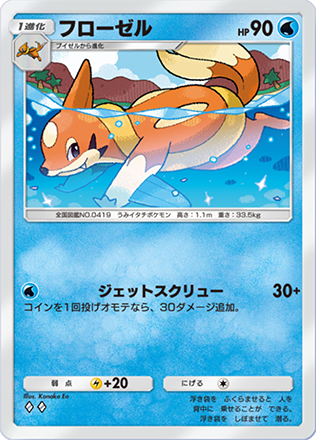 1進化 フローゼル HP 90
ブイゼルから進化
全国図鑑NO.0419 うみイタチポケモン 高さ:1.1m 重さ:33.5kg
ジェットスクリュー 30+
コインを1回投げオモテなら、30ダメージ追加。
弱点 +20 にげる
Illus. Kanako Eo
浮き袋を ふくらませると 人を
背中に 乗せることが できる。
浮き袋を しぼませて 潜る。